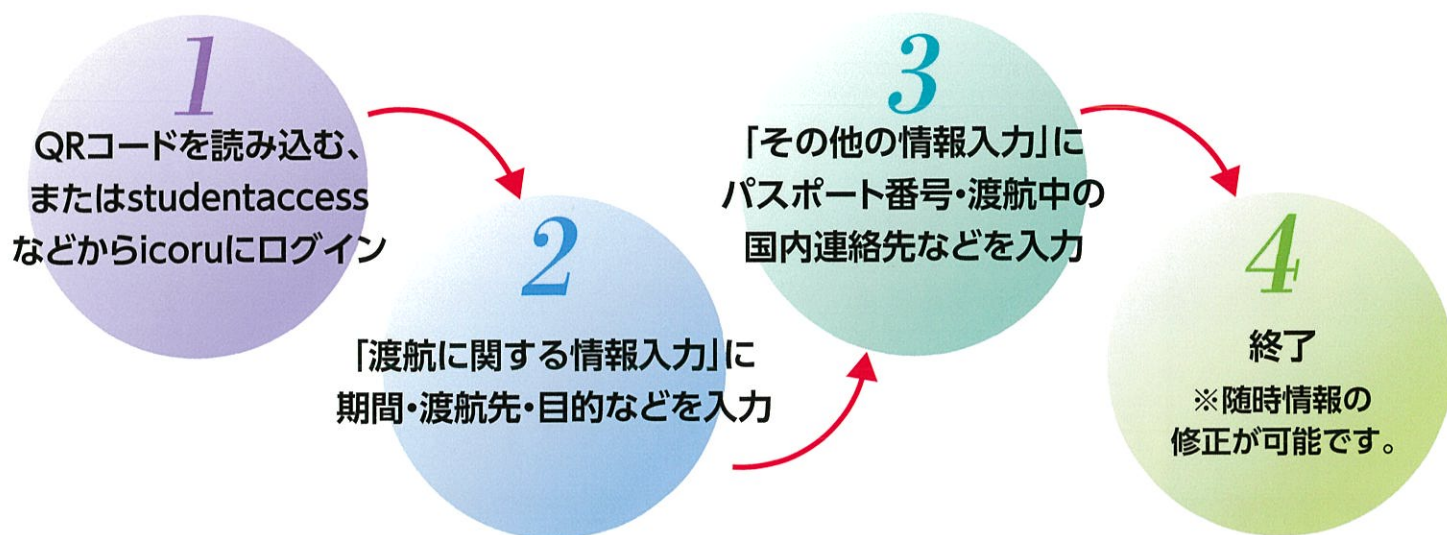 1
QRコードを読み込む、
またはstudentaccess
などからicoruにログイン
2
「渡航に関する情報入力」に
期間・渡航先・目的などを入力
3
「その他の情報入力」に
パスポート番号・渡航中の
国内連絡先などを入力
4
終了
※随時情報の
修正が可能です。